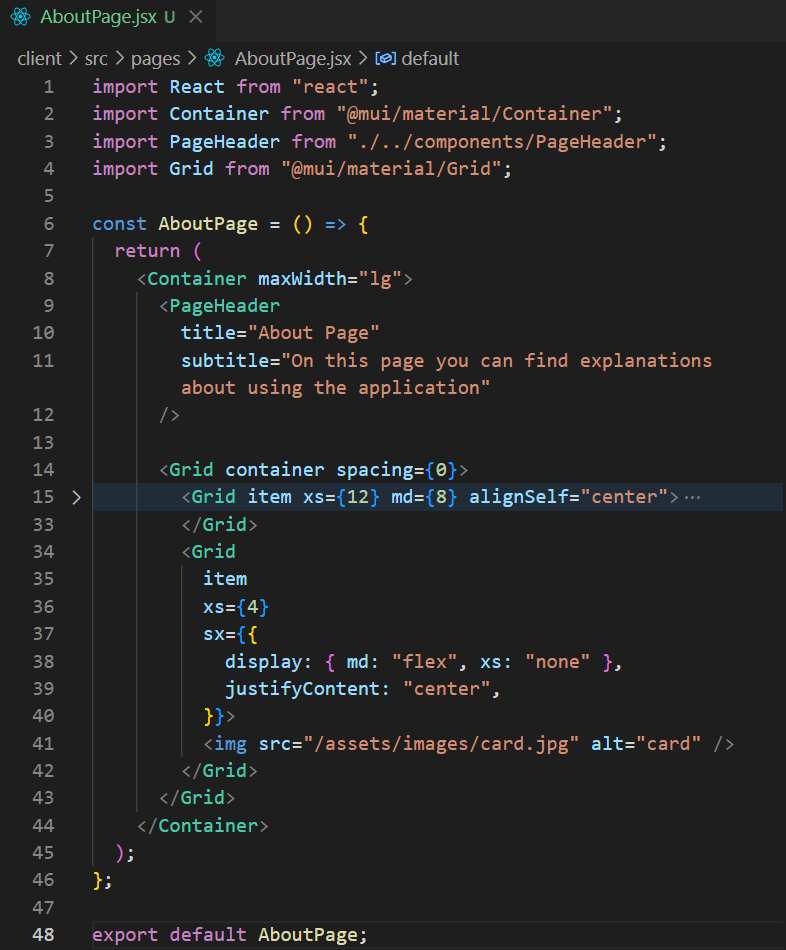 AboutPage.jsx U ×
client > src > pages > AboutPage.jsx > default
1 import React from "react";
2 import Container from "@mui/material/Container";
3 import PageHeader from "./../components/PageHeader";
4 import Grid from "@mui/material/Grid";
5
6 const AboutPage = () => {
7   return (
8     <Container maxWidth="lg">
9       <PageHeader
10         title="About Page"
11         subtitle="On this page you can find explanations
         about using the application"
12       />
13
14       <Grid container spacing={0}>
15 >       <Grid item xs={12} md={8} alignSelf="center">···
33         </Grid>
34         <Grid
35           item
36           xs={4}
37           sx={{
38             display: { md: "flex", xs: "none" },
39             justifyContent: "center",
40           }}>
41           <img src="/assets/images/card.jpg" alt="card" />
42         </Grid>
43       </Grid>
44     </Container>
45   );
46 };
47
48 export default AboutPage;